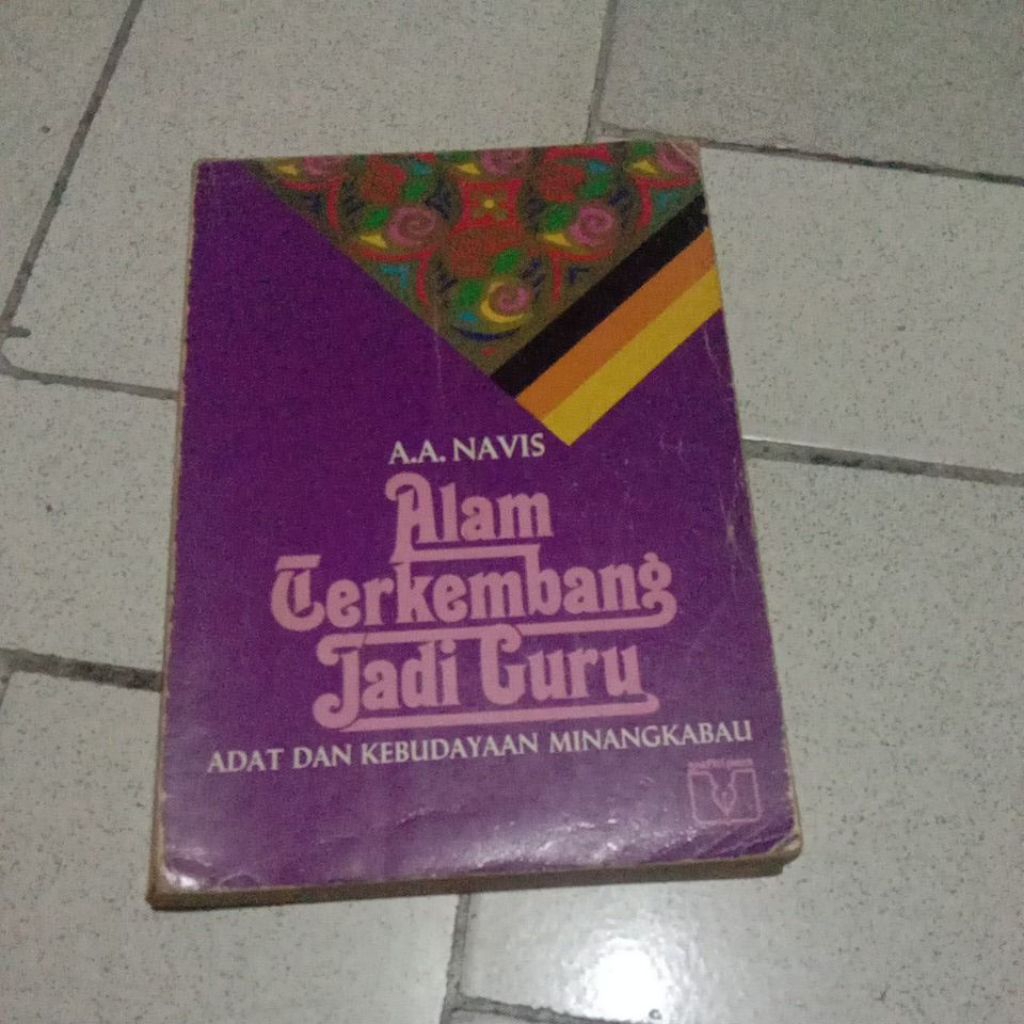 A.A. NAVIS
Alam
Terkembang
Jadi Guru
ADAT DAN KEBUDAYAAN MINANGKABAU